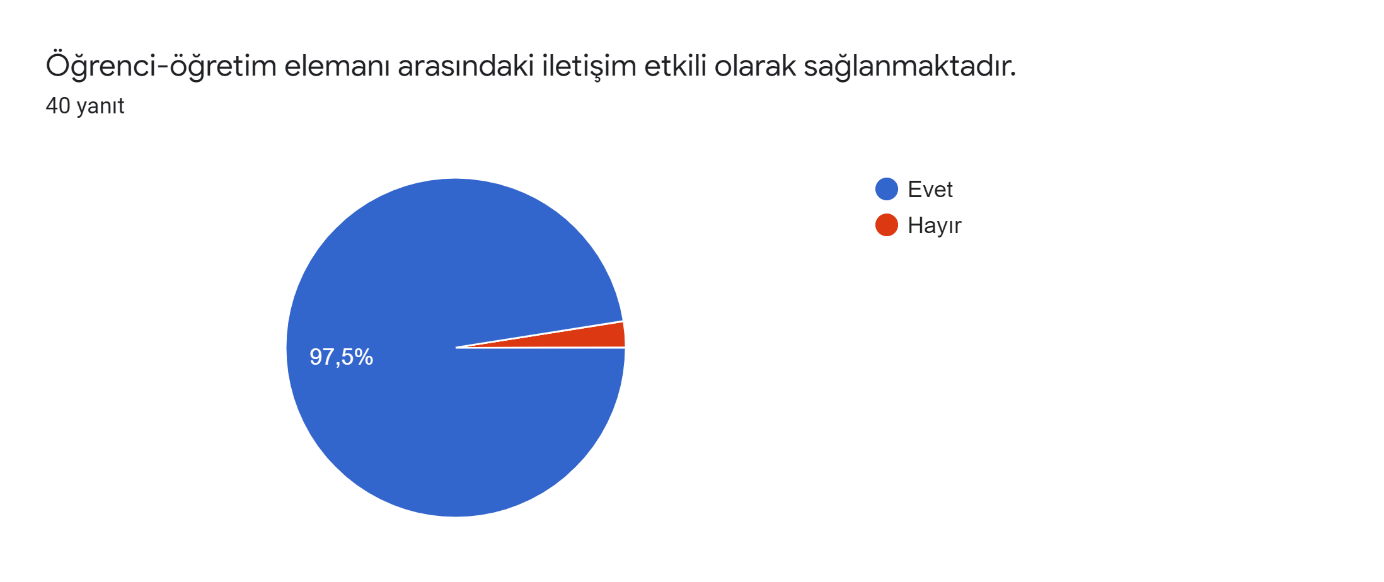 Öğrenci-öğretim elemanı arasındaki iletişim etkili olarak sağlanmaktadır.
40 yanıt
Evet
Hayır
97,5%